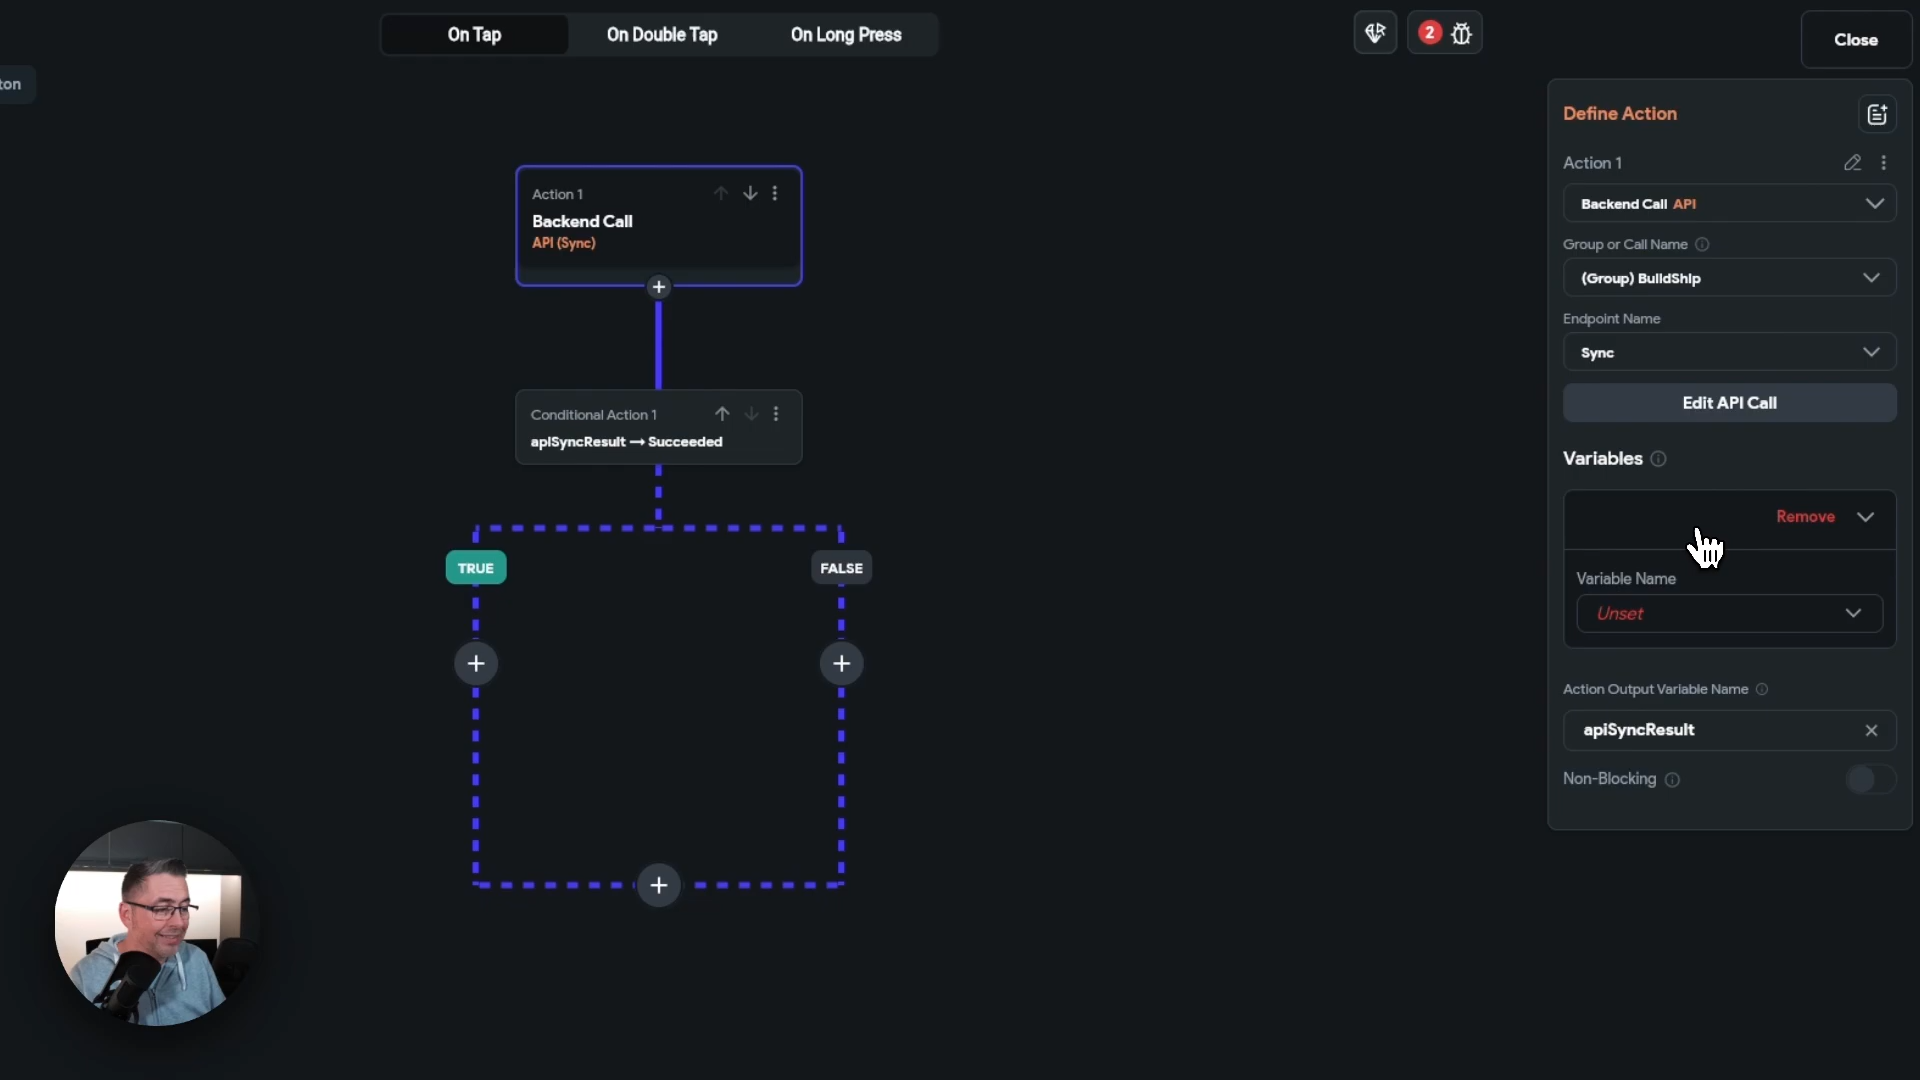 On Tap
On Double Tap
On Long Press
2
Close
ton
Define Action
Action 1
Backend Call API
Group or Call Name
(Group) BuildShip
Endpoint Name
Sync
Edit API Call
Variables
Remove
Variable Name
Unset
Action Output Variable Name
apiSyncResult
Non-Blocking
Action 1
Backend Call
API (Sync)
Conditional Action 1
apiSyncResult → Succeeded
TRUE
FALSE